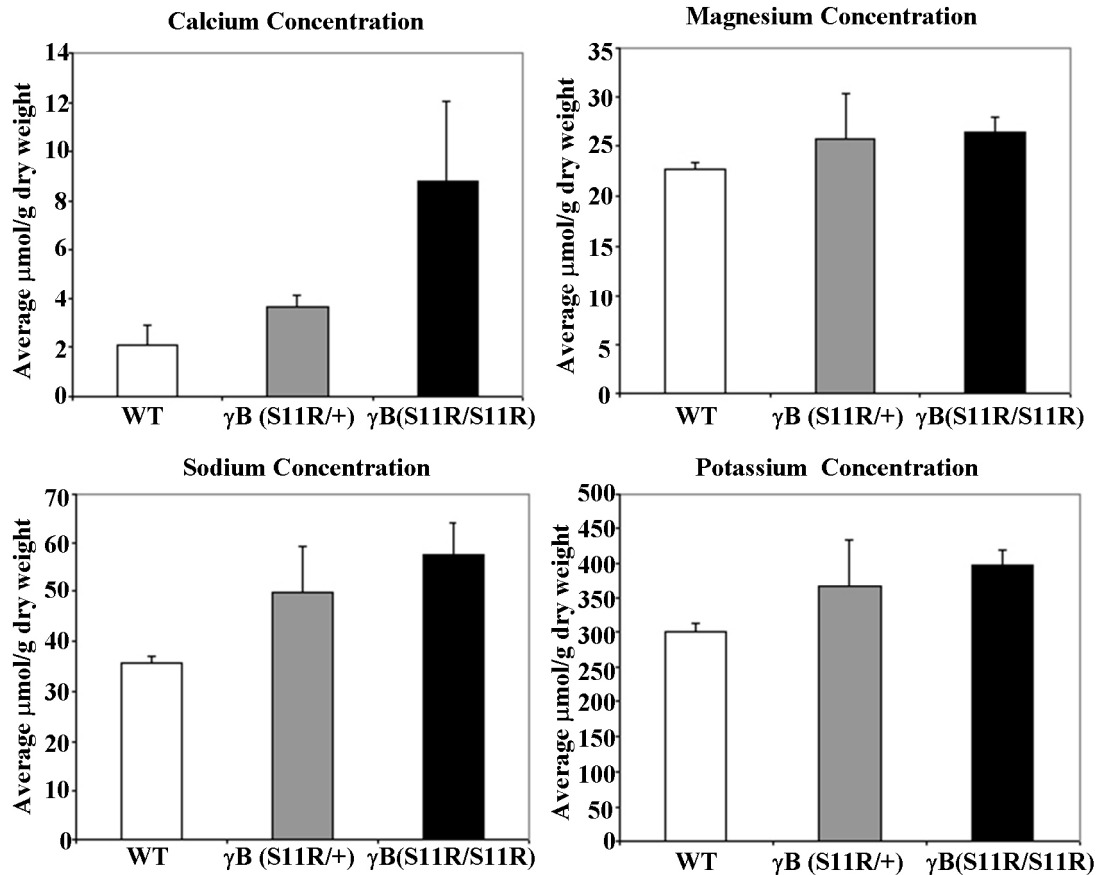 Calcium Concentration
Average μmol/g dry weight
14
12
10
8
6
4
2
0
WT γB (S11R/+) γB(S11R/S11R)
Magnesium Concentration
Average μmol/g dry weight
35
30
25
20
15
10
5
0
WT γB (S11R/+) γB(S11R/S11R)
Sodium Concentration
Average μmol/g dry weight
70
60
50
40
30
20
10
0
WT γB (S11R/+) γB(S11R/S11R)
Potassium Concentration
Average μmol/g dry weight
500
450
400
350
300
250
200
150
100
50
0
WT γB (S11R/+) γB(S11R/S11R)